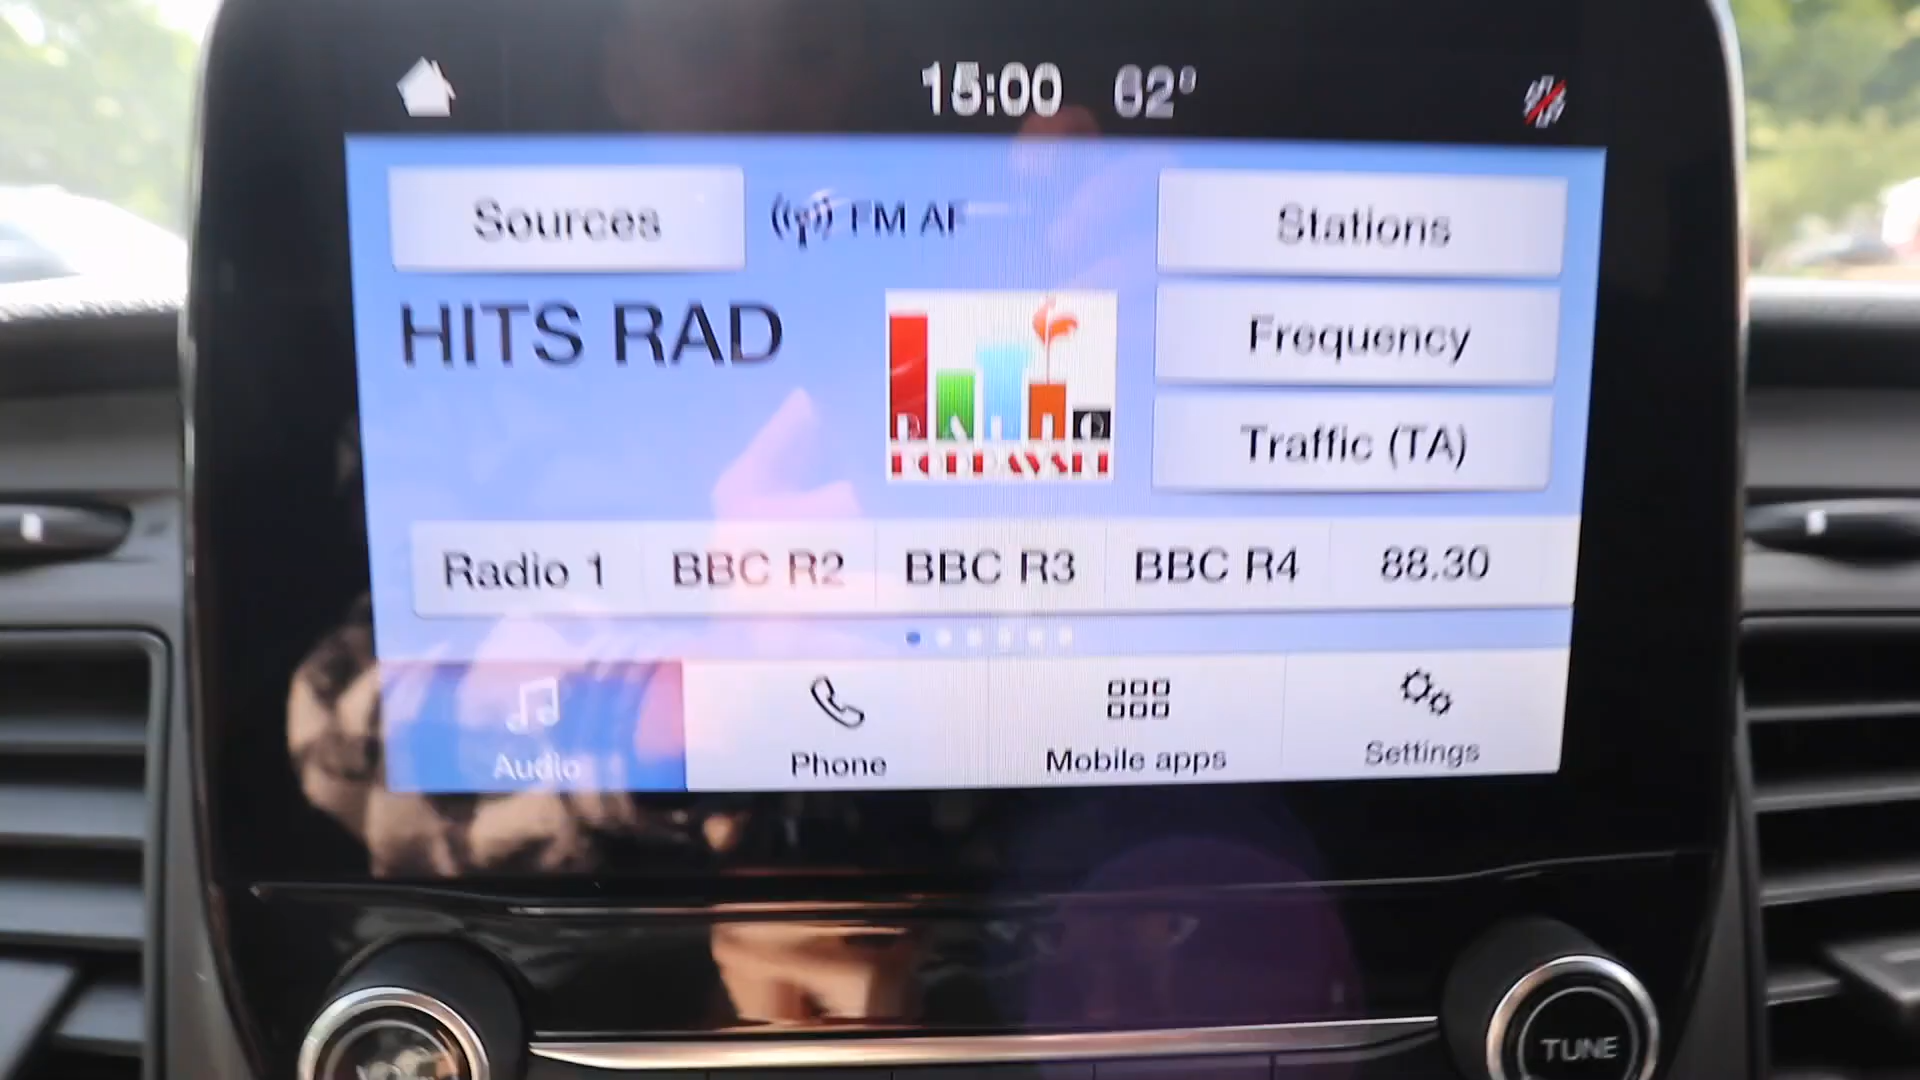 15:00 62°
Sources
FM AF
Stations
HITS RAD
Frequency
Traffic (TA)
Radio 1
BBC R2
BBC R3
BBC R4
88.30
Audio
Phone
Mobile apps
Settings
TUNE